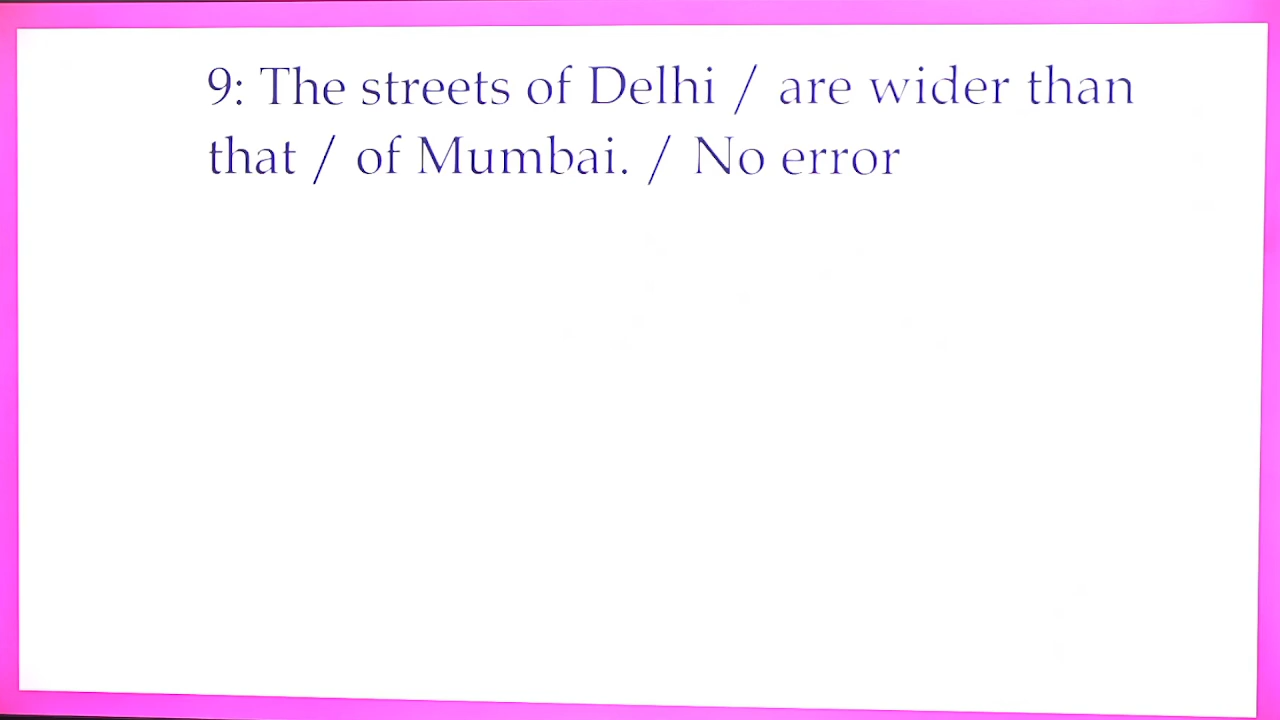 9: The streets of Delhi / are wider than
that / of Mumbai. / No error